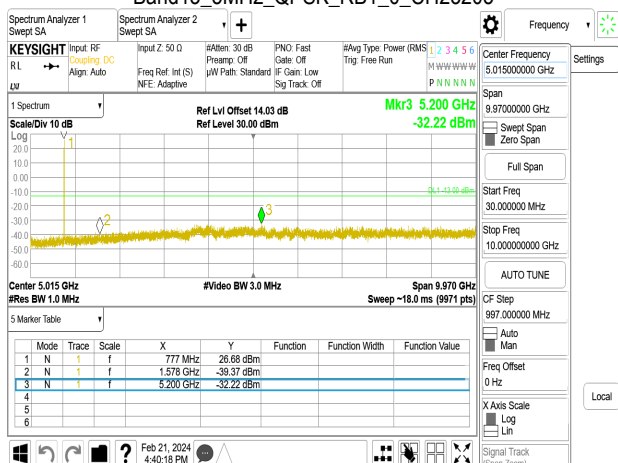 Spectrum Analyzer 1
Swept SA
Spectrum Analyzer 2
Swept SA
Frequency
KEYSIGHT
RL
Input: RF
Coupling: DC
Align: Auto
Input Z: 50 Ω
Freq Ref: Int (S)
NFE: Adaptive
#Atten: 30 dB
Preamp: Off
µW Path: Standard
PNO: Fast
Gate: Off
IF Gain: Low
Sig Track: Off
#Avg Type: Power (RMS
Trig: Free Run
1 2 3 4 5 6
M W W W W W
P N N N N N
1 Spectrum
Scale/Div 10 dB
Ref Lvl Offset 14.03 dB
Ref Level 30.00 dBm
Mkr3 5.200 GHz
-32.22 dBm
Log
20.0
10.0
0.00
-10.0
-20.0
-30.0
-40.0
-50.0
-60.0
1
2
3
DL1 -13.00 dBm
Center 5.015 GHz
#Res BW 1.0 MHz
#Video BW 3.0 MHz
Span 9.970 GHz
Sweep ~18.0 ms (9971 pts)
5 Marker Table
Mode Trace Scale X Y Function Function Width Function Value
1 N 1 f 777 MHz 26.68 dBm
2 N 1 f 1.578 GHz -39.37 dBm
3 N 1 f 5.200 GHz -32.22 dBm
4
5
6
Feb 21, 2024
4:40:18 PM
Center Frequency
5.015000000 GHz
Span
9.97000000 GHz
Swept Span
Zero Span
Full Span
Start Freq
30.000000 MHz
Stop Freq
10.000000000 GHz
AUTO TUNE
CF Step
997.000000 MHz
Auto
Man
Freq Offset
0 Hz
X Axis Scale
Log
Lin
Signal Track
Settings
Local